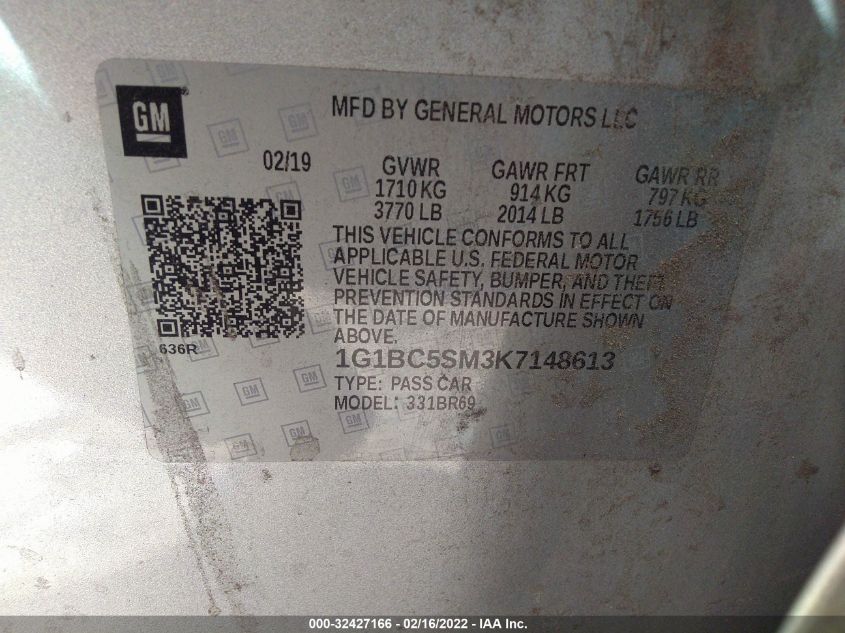 GM
MFD BY GENERAL MOTORS LLC
02/19
GVWR GAWR FRT GAWR RR
1710 KG 914 KG 797 KG
3770 LB 2014 LB 1756 LB
THIS VEHICLE CONFORMS TO ALL
APPLICABLE U.S. FEDERAL MOTOR
VEHICLE SAFETY, BUMPER, AND THEFT
PREVENTION STANDARDS IN EFFECT ON
THE DATE OF MANUFACTURE SHOWN
ABOVE.
636R
1G1BC5SM3K7148613
TYPE: PASS CAR
MODEL: 331BR69
000-32427166 - 02/16/2022 - IAA Inc.